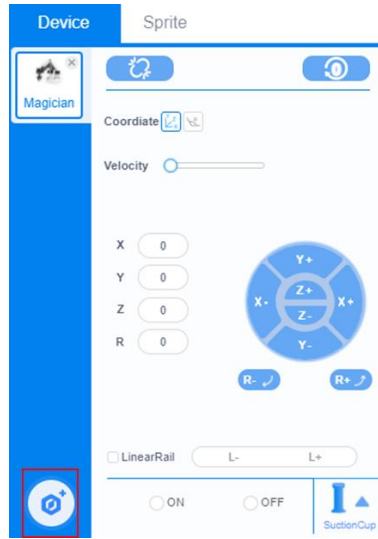 Device Sprite
Magician
Coordiate
Velocity
X 0
Y 0
Z 0
R 0
Y+
X- Z+ X+
Z-
Y-
R- R+
LinearRail L- L+
ON OFF
SuctionCup